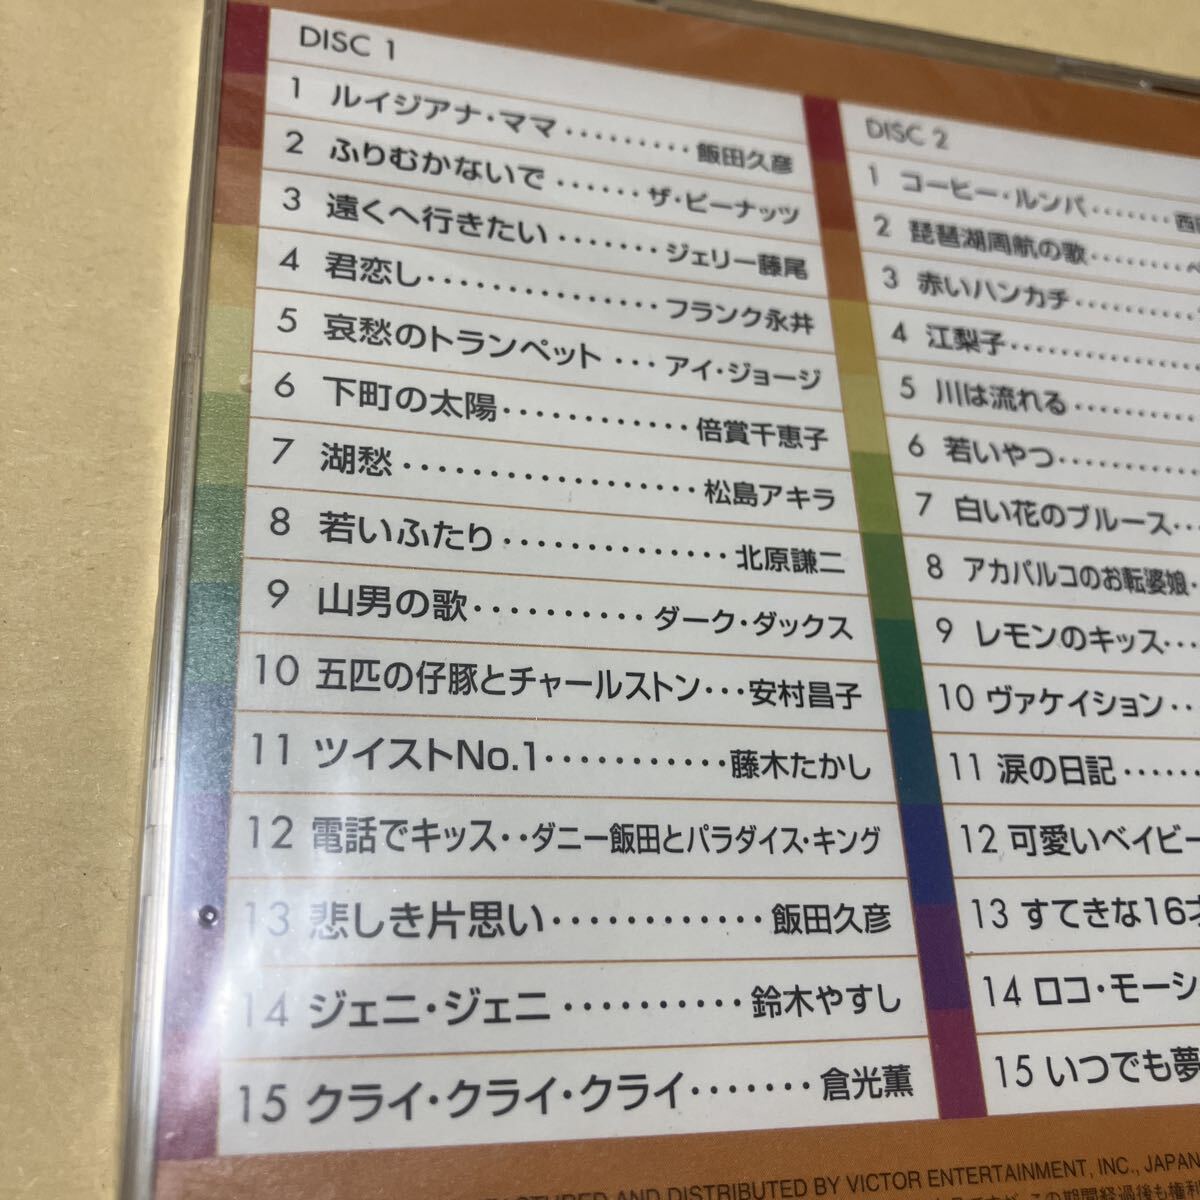 DISC 1
1 ルイジアナ・ママ・・・・・・・・・飯田久彦
2 ふりむかないで・・・・・・ザ・ピーナッツ
3 遠くへ行きたい・・・・・・・ジェリー藤尾
4 君恋し・・・・・・・・・・・・・・・フランク永井
5 哀愁のトランペット・・・アイ・ジョージ
6 下町の太陽・・・・・・・・・・・・倍賞千恵子
7 湖愁・・・・・・・・・・・・・・・・・・・松島アキラ
8 若いふたり・・・・・・・・・・・・・・・北原謙二
9 山男の歌・・・・・・・・・・ダーク・ダックス
10 五匹の仔豚とチャールストン・・・安村昌子
11 ツイストNo.1・・・・・・・・・・・藤木たかし
12 電話でキッス・・ダニー飯田とパラダイス・キング
13 悲しき片思い・・・・・・・・・・・・飯田久彦
14 ジェニ・ジェニ・・・・・・・・・・鈴木やすし
15 クライ・クライ・クライ・・・・・・・倉光薫
DISC 2
1 コーヒー・ルンバ・・・・・・・西
2 琵琶湖周航の歌・・・・・・・・ペ
3 赤いハンカチ・・・・・・・・・
4 江梨子・・・・・・・・・・・・・・
5 川は流れる・・・・・・・・・・
6 若いやつ・・・・・・・・・・・
7 白い花のブルース・・
8 アカパルコのお転婆娘・
9 レモンのキッス・・・
10 ヴァケイション・・
11 涙の日記・・・・・・
12 可愛いベイビー
13 すてきな16才
14 ロコ・モーシ
15 いつでも夢
CTURED AND DISTRIBUTED BY VICTOR ENTERTAINMENT, INC., JAPAN
の期間経過後も権利